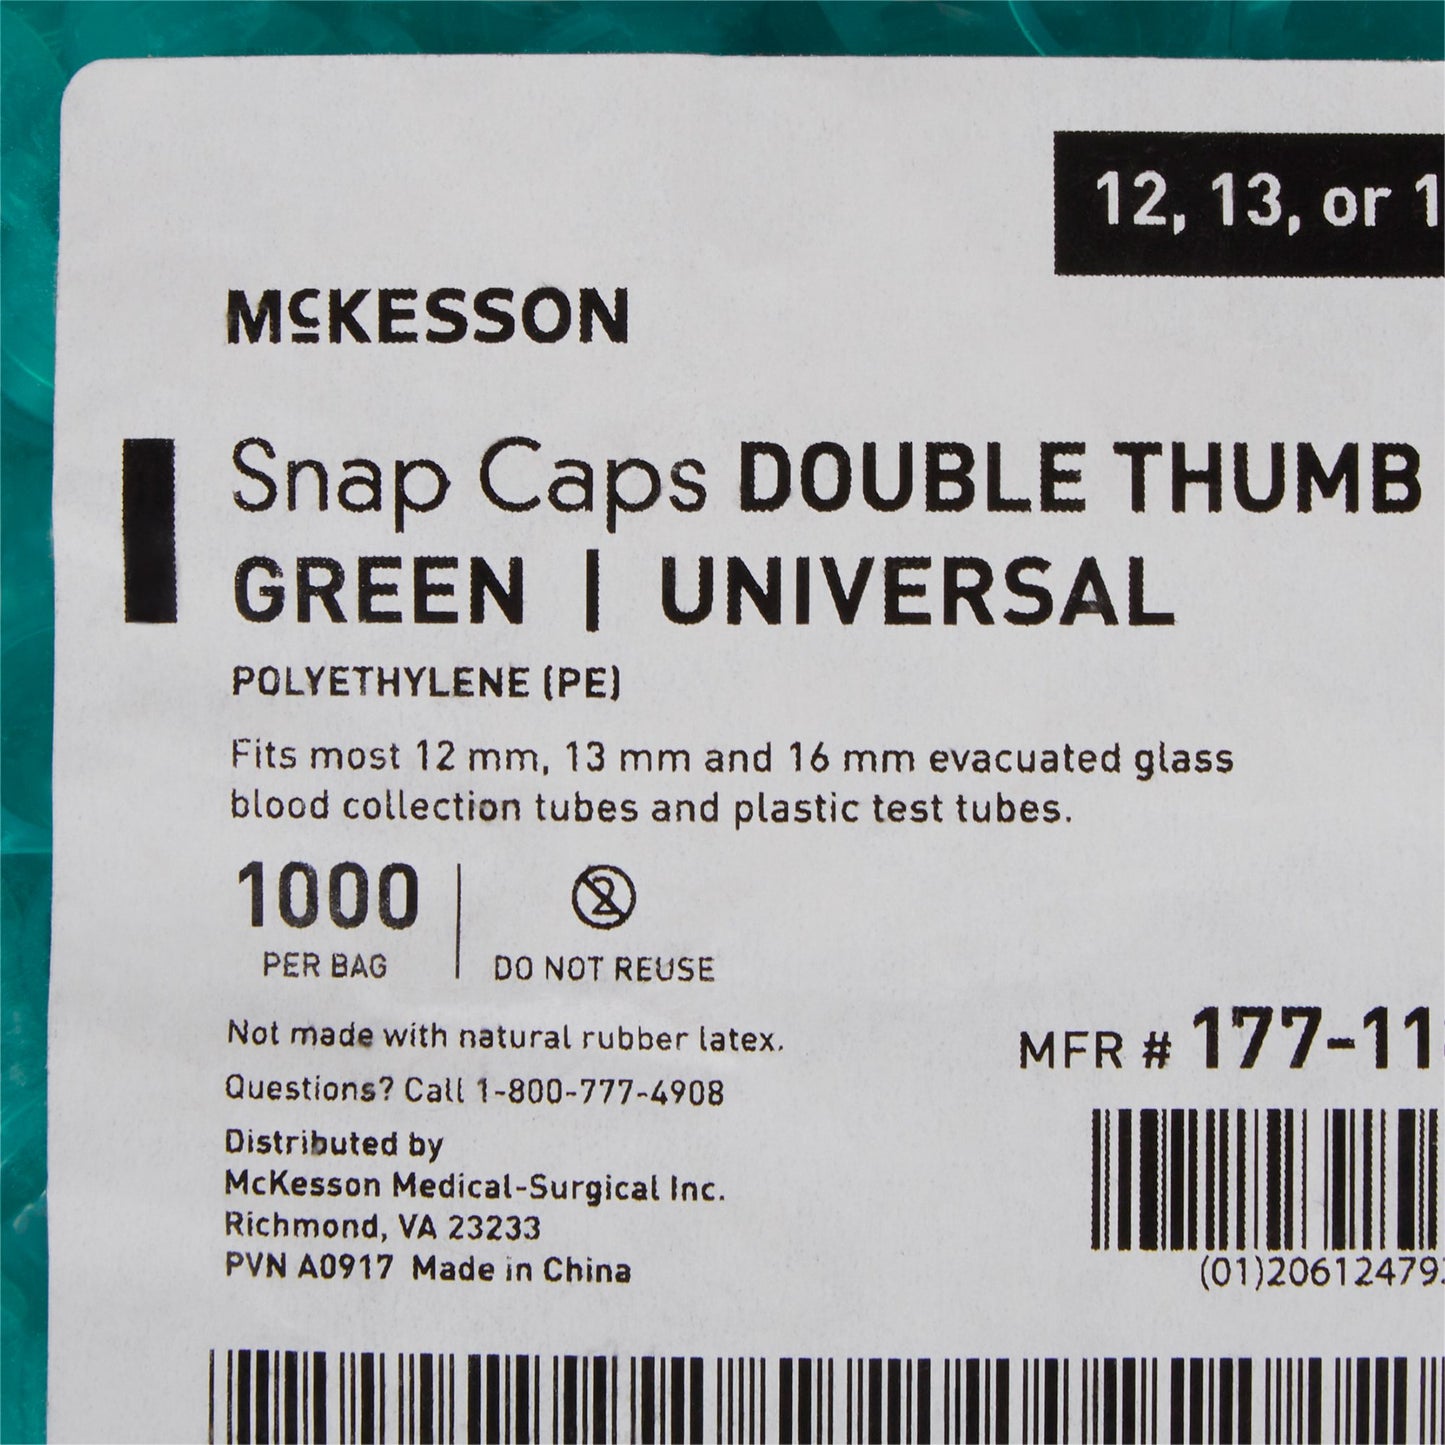 12, 13, or 1
McKESSON
Snap Caps DOUBLE THUMB
GREEN | UNIVERSAL
POLYETHYLENE (PE)
Fits most 12 mm, 13 mm and 16 mm evacuated glass
blood collection tubes and plastic test tubes.
1000
PER BAG
2
DO NOT REUSE
Not made with natural rubber latex.
MFR # 177-11
Questions? Call 1-800-777-4908
Distributed by
McKesson Medical-Surgical Inc.
Richmond, VA 23233
PVN A0917 Made in China
(01)206124793